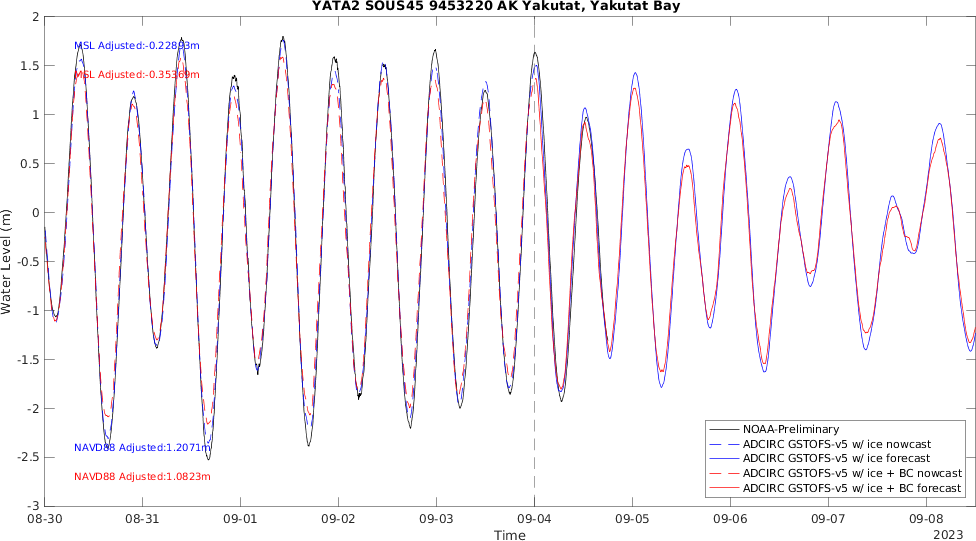 YATA2 SOUS45 9453220 AK Yakutat, Yakutat Bay
2
1.5
1
0.5
0
-0.5
-1
-1.5
-2
-2.5
-3
Water Level (m)
MSL Adjusted:-0.22893m
MSL Adjusted:-0.35369m
NAVD88 Adjusted:1.2071m
NAVD88 Adjusted:1.0823m
NOAA-Preliminary
ADCIRC GSTOFS-v5 w/ ice nowcast
ADCIRC GSTOFS-v5 w/ ice forecast
ADCIRC GSTOFS-v5 w/ ice + BC nowcast
ADCIRC GSTOFS-v5 w/ ice + BC forecast
08-30 08-31 09-01 09-02 09-03 09-04 09-05 09-06 09-07 09-08
Time
2023